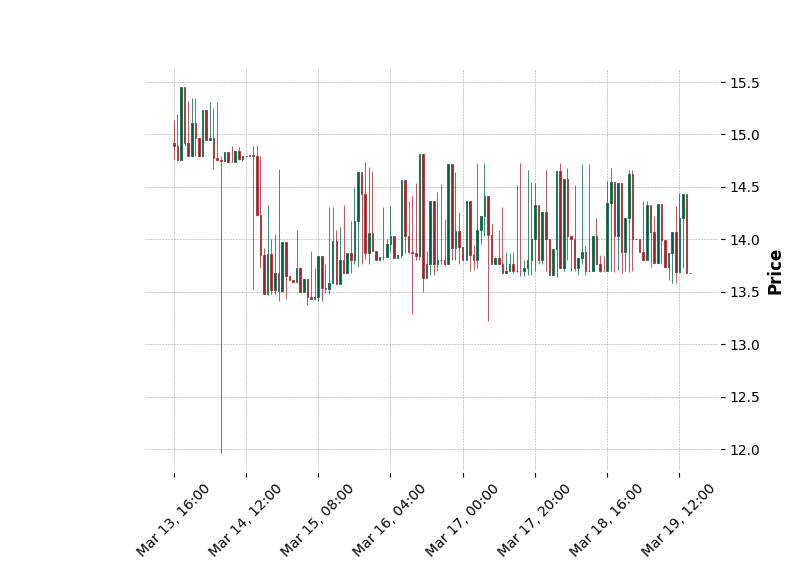 15.5
15.0
14.5
14.0
13.5
13.0
12.5
12.0
Price
Mar 13, 16:00
Mar 14, 12:00
Mar 15, 08:00
Mar 16, 04:00
Mar 17, 00:00
Mar 17, 20:00
Mar 18, 16:00
Mar 19, 12:00